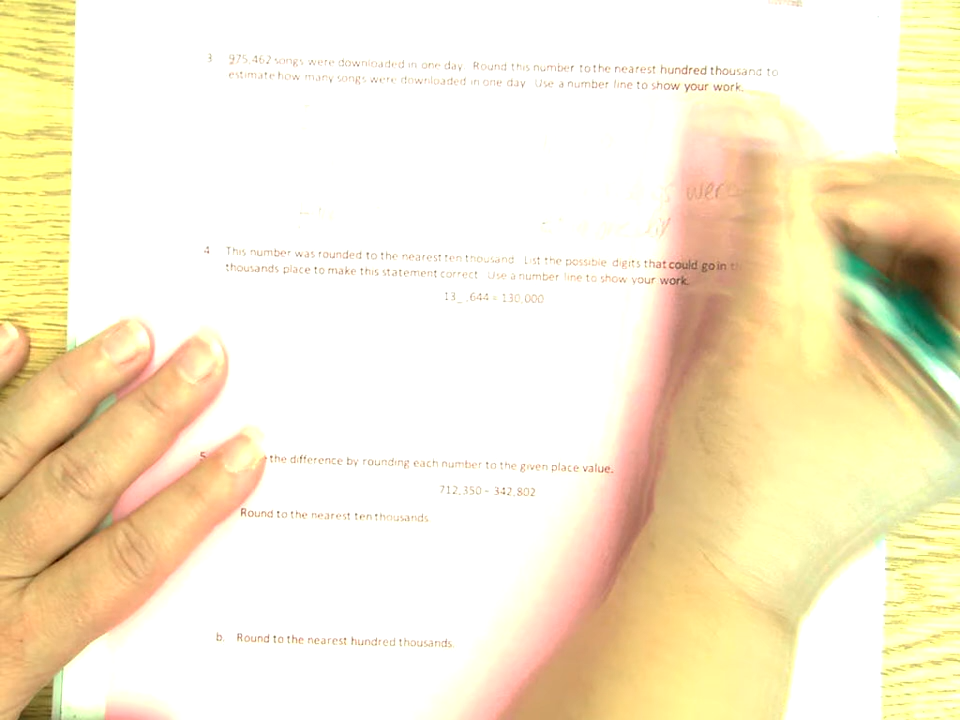 3 975,462 songs were downloaded in one day. Round this number to the nearest hundred thousand to
estimate how many songs were downloaded in one day. Use a number line to show your work.
were
4 This number was rounded to the nearest ten thousand. List the possible digits that could go in
thousands place to make this statement correct. Use a number line to show your work.
13_ ,644 ≈ 130,000
5 the difference by rounding each number to the given place value.
712,350 − 342,802
Round to the nearest ten thousands.
b. Round to the nearest hundred thousands.